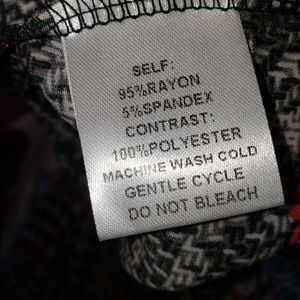 SELF:
95%RAYON
5%SPANDEX
CONTRAST:
100%POLYESTER
MACHINE WASH COLD
GENTLE CYCLE
DO NOT BLEACH